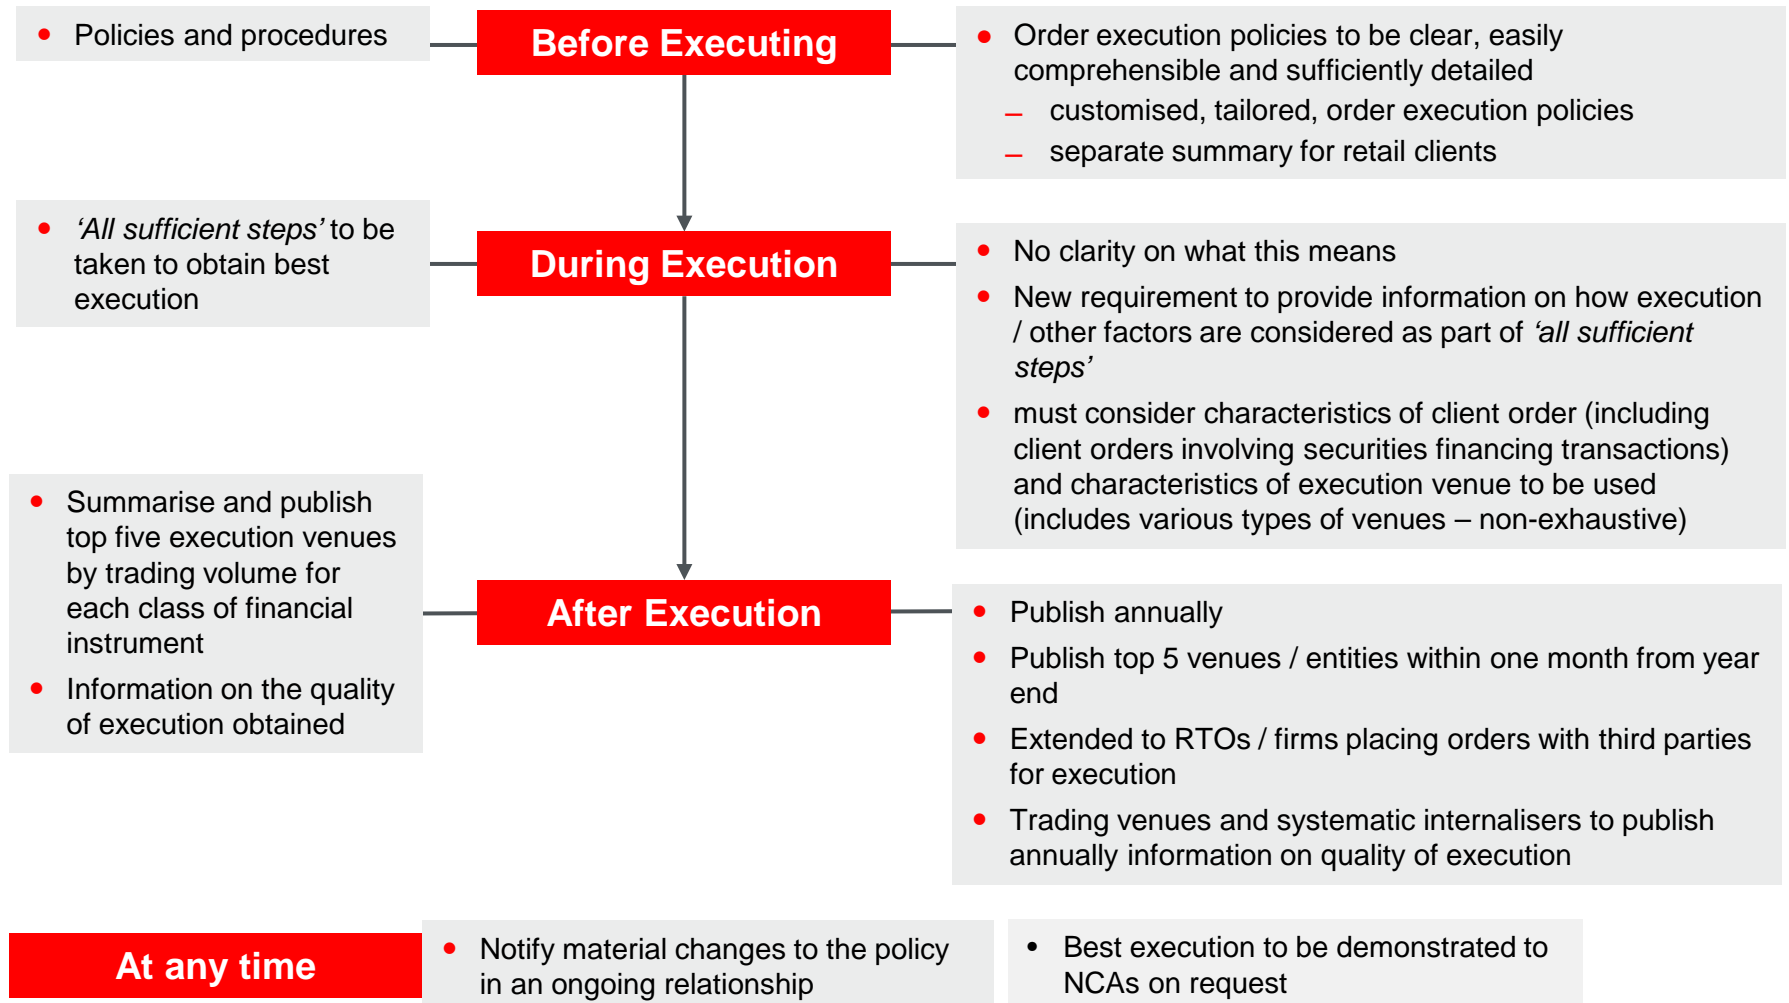 • Policies and procedures
Before Executing
• Order execution policies to be clear, easily
comprehensible and sufficiently detailed
– customised, tailored, order execution policies
– separate summary for retail clients
• ‘All sufficient steps’ to be
taken to obtain best
execution
During Execution
• No clarity on what this means
• New requirement to provide information on how execution
/ other factors are considered as part of ‘all sufficient
steps’
• must consider characteristics of client order (including
client orders involving securities financing transactions)
and characteristics of execution venue to be used
(includes various types of venues – non-exhaustive)
• Summarise and publish
top five execution venues
by trading volume for
each class of financial
instrument
• Information on the quality
of execution obtained
After Execution
• Publish annually
• Publish top 5 venues / entities within one month from year
end
• Extended to RTOs / firms placing orders with third parties
for execution
• Trading venues and systematic internalisers to publish
annually information on quality of execution
At any time
• Notify material changes to the policy
in an ongoing relationship
• Best execution to be demonstrated to
NCAs on request